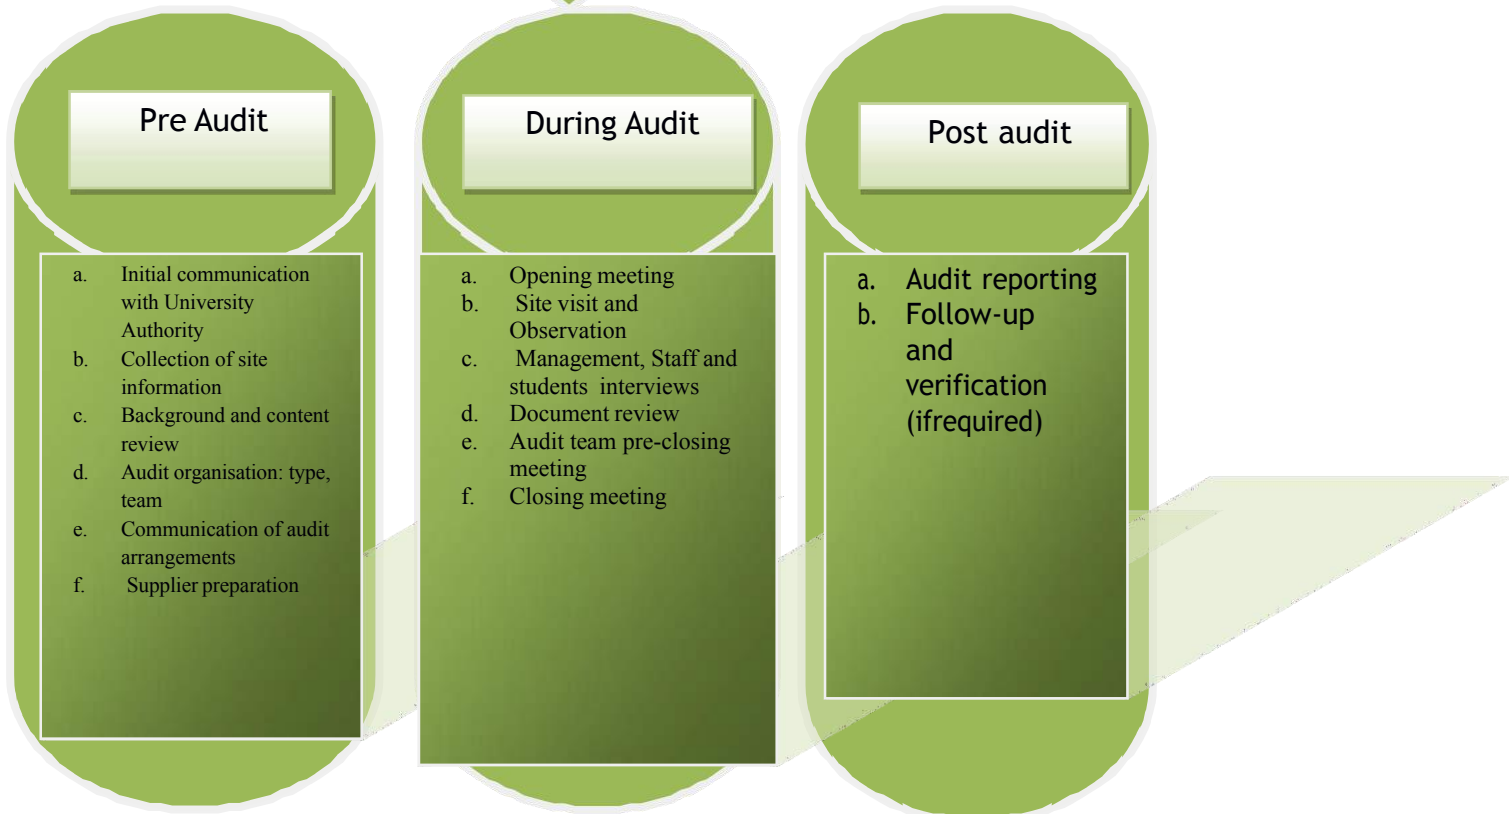 Pre Audit
a. Initial communication
with University
Authority
b. Collection of site
information
c. Background and content
review
d. Audit organisation: type,
team
e. Communication of audit
arrangements
f. Supplier preparation
During Audit
a. Opening meeting
b. Site visit and
Observation
c. Management, Staff and
students interviews
d. Document review
e. Audit team pre-closing
meeting
f. Closing meeting
Post audit
a. Audit reporting
b. Follow-up
and
verification
(ifrequired)